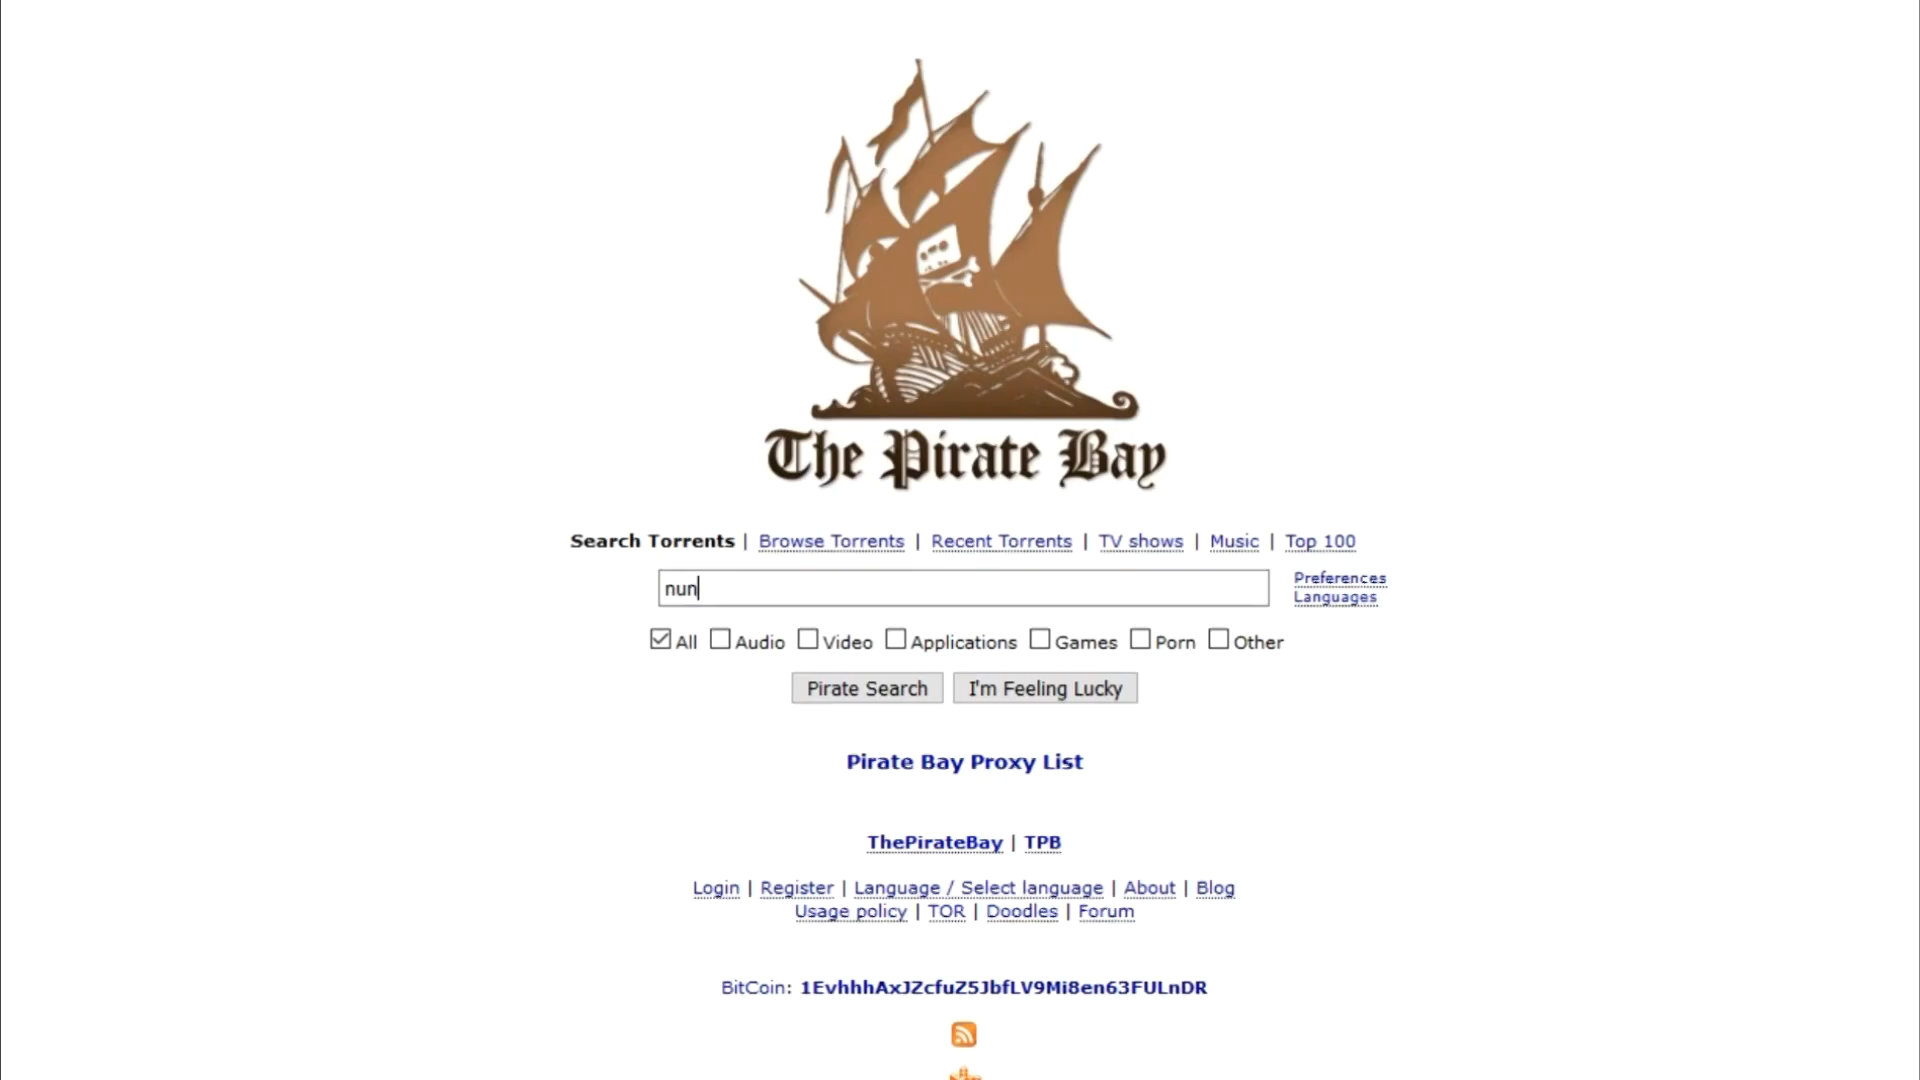 The Pirate Bay
Search Torrents | Browse Torrents | Recent Torrents | TV shows | Music | Top 100
nun
Preferences
Languages
All Audio Video Applications Games Porn Other
Pirate Search I'm Feeling Lucky
Pirate Bay Proxy List
ThePirateBay | TPB
Login | Register | Language / Select language | About | Blog
Usage policy | TOR | Doodles | Forum
BitCoin: 1EvhhhAxJZcfuZ5JbfLV9Mi8en63FULnDR